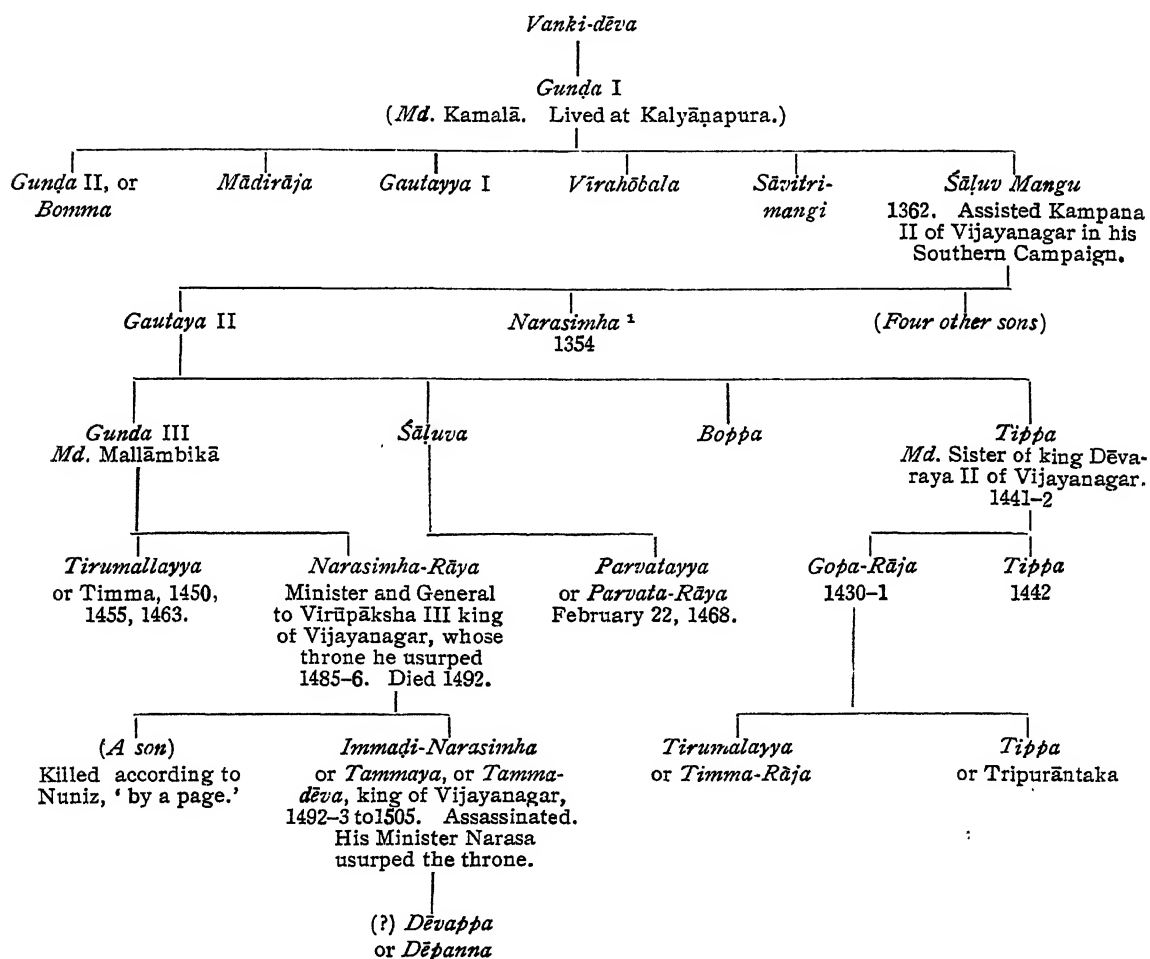 Vanki-dēva
Guṇḍa I
(Md. Kamalā. Lived at Kalyāṇapura.)
Guṇḍa II, or
Bomma
Mādirāja
Gautayya I
Vīrahōbala
Sāvitri-
mangi
Śāḷuv Mangu
1362. Assisted Kampana
II of Vijayanagar in his
Southern Campaign.
Gautaya II
Narasimha ¹
1354
(Four other sons)
Gunda III
Md. Mallāmbikā
Śāḷuva
Boppa
Tippa
Md. Sister of king Dēva-
raya II of Vijayanagar.
1441–2
Tirumallayya
or Timma, 1450,
1455, 1463.
Narasimha-Rāya
Minister and General
to Virūpāksha III king
of Vijayanagar, whose
throne he usurped
1485–6. Died 1492.
Parvatayya
or Parvata-Rāya
February 22, 1468.
Gopa-Rāja
1430–1
Tippa
1442
(A son)
Killed according to
Nuniz, ‘ by a page.’
Immaḍi-Narasimha
or Tammaya, or Tamma-
dēva, king of Vijayanagar,
1492–3 to1505. Assassinated.
His Minister Narasa
usurped the throne.
Tirumalayya
or Timma-Rāja
Tippa
or Tripurāntaka
(?) Dēvappa
or Dēpanna